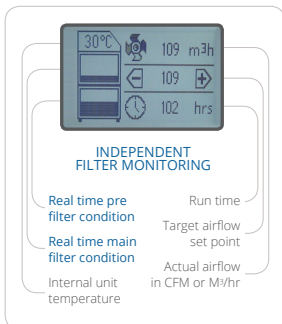 30°C
109 m³h
109
102 hrs
INDEPENDENT
FILTER MONITORING
Real time pre
filter condition
Real time main
filter condition
Internal unit
temperature
Run time
Target airflow
set point
Actual airflow
in CFM or M³/hr